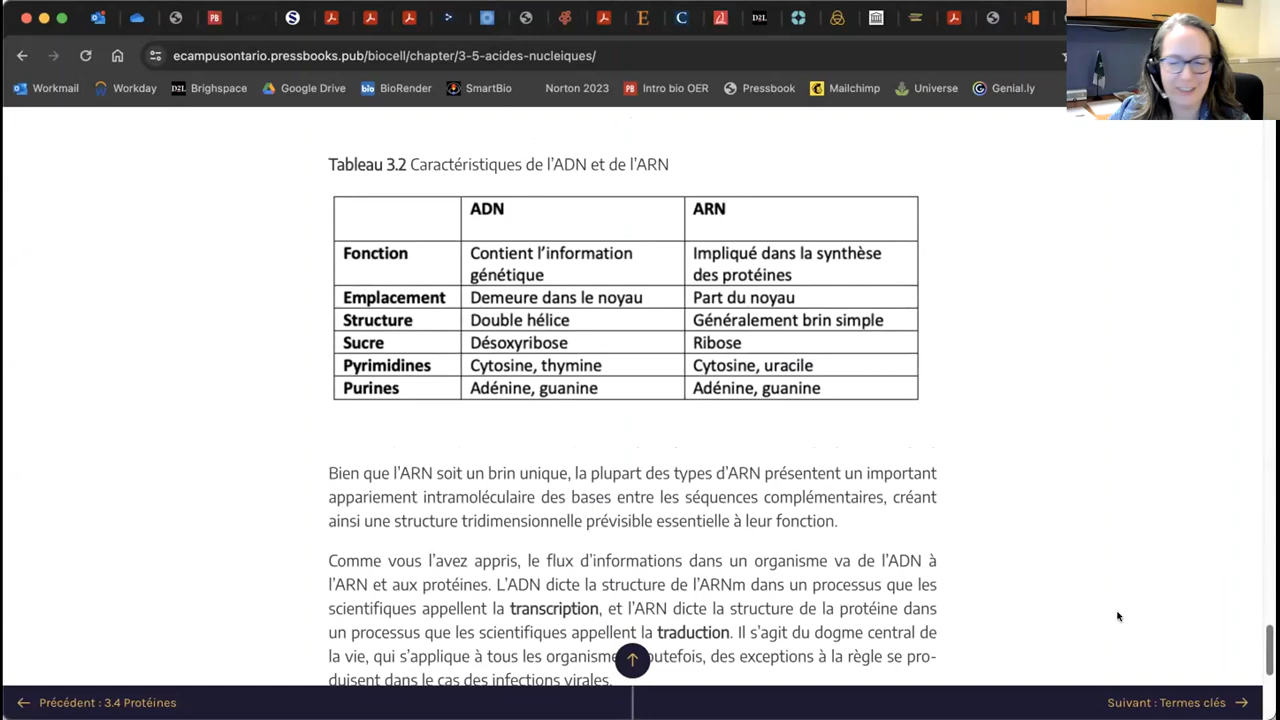 ecampusontario.pressbooks.pub/biocell/chapter/3-5-acides-nucleiques/
Workmail Workday Brighspace Google Drive BioRender SmartBio Norton 2023 Intro bio OER Pressbook Mailchimp Universe Genial.ly
Tableau 3.2 Caractéristiques de l'ADN et de l'ARN
ADN ARN
Fonction Contient l'information génétique Impliqué dans la synthèse des protéines
Emplacement Demeure dans le noyau Part du noyau
Structure Double hélice Généralement brin simple
Sucre Désoxyribose Ribose
Pyrimidines Cytosine, thymine Cytosine, uracile
Purines Adénine, guanine Adénine, guanine
Bien que l'ARN soit un brin unique, la plupart des types d'ARN présentent un important
appariement intramoléculaire des bases entre les séquences complémentaires, créant
ainsi une structure tridimensionnelle prévisible essentielle à leur fonction.
Comme vous l'avez appris, le flux d'informations dans un organisme va de l'ADN à
l'ARN et aux protéines. L'ADN dicte la structure de l'ARNm dans un processus que les
scientifiques appellent la transcription, et l'ARN dicte la structure de la protéine dans
un processus que les scientifiques appellent la traduction. Il s'agit du dogme central de
la vie, qui s'applique à tous les des exceptions à la règle se pro-
duisent dans le cas des infections virales.
Précédent : 3.4 Protéines
Suivant : Termes clés